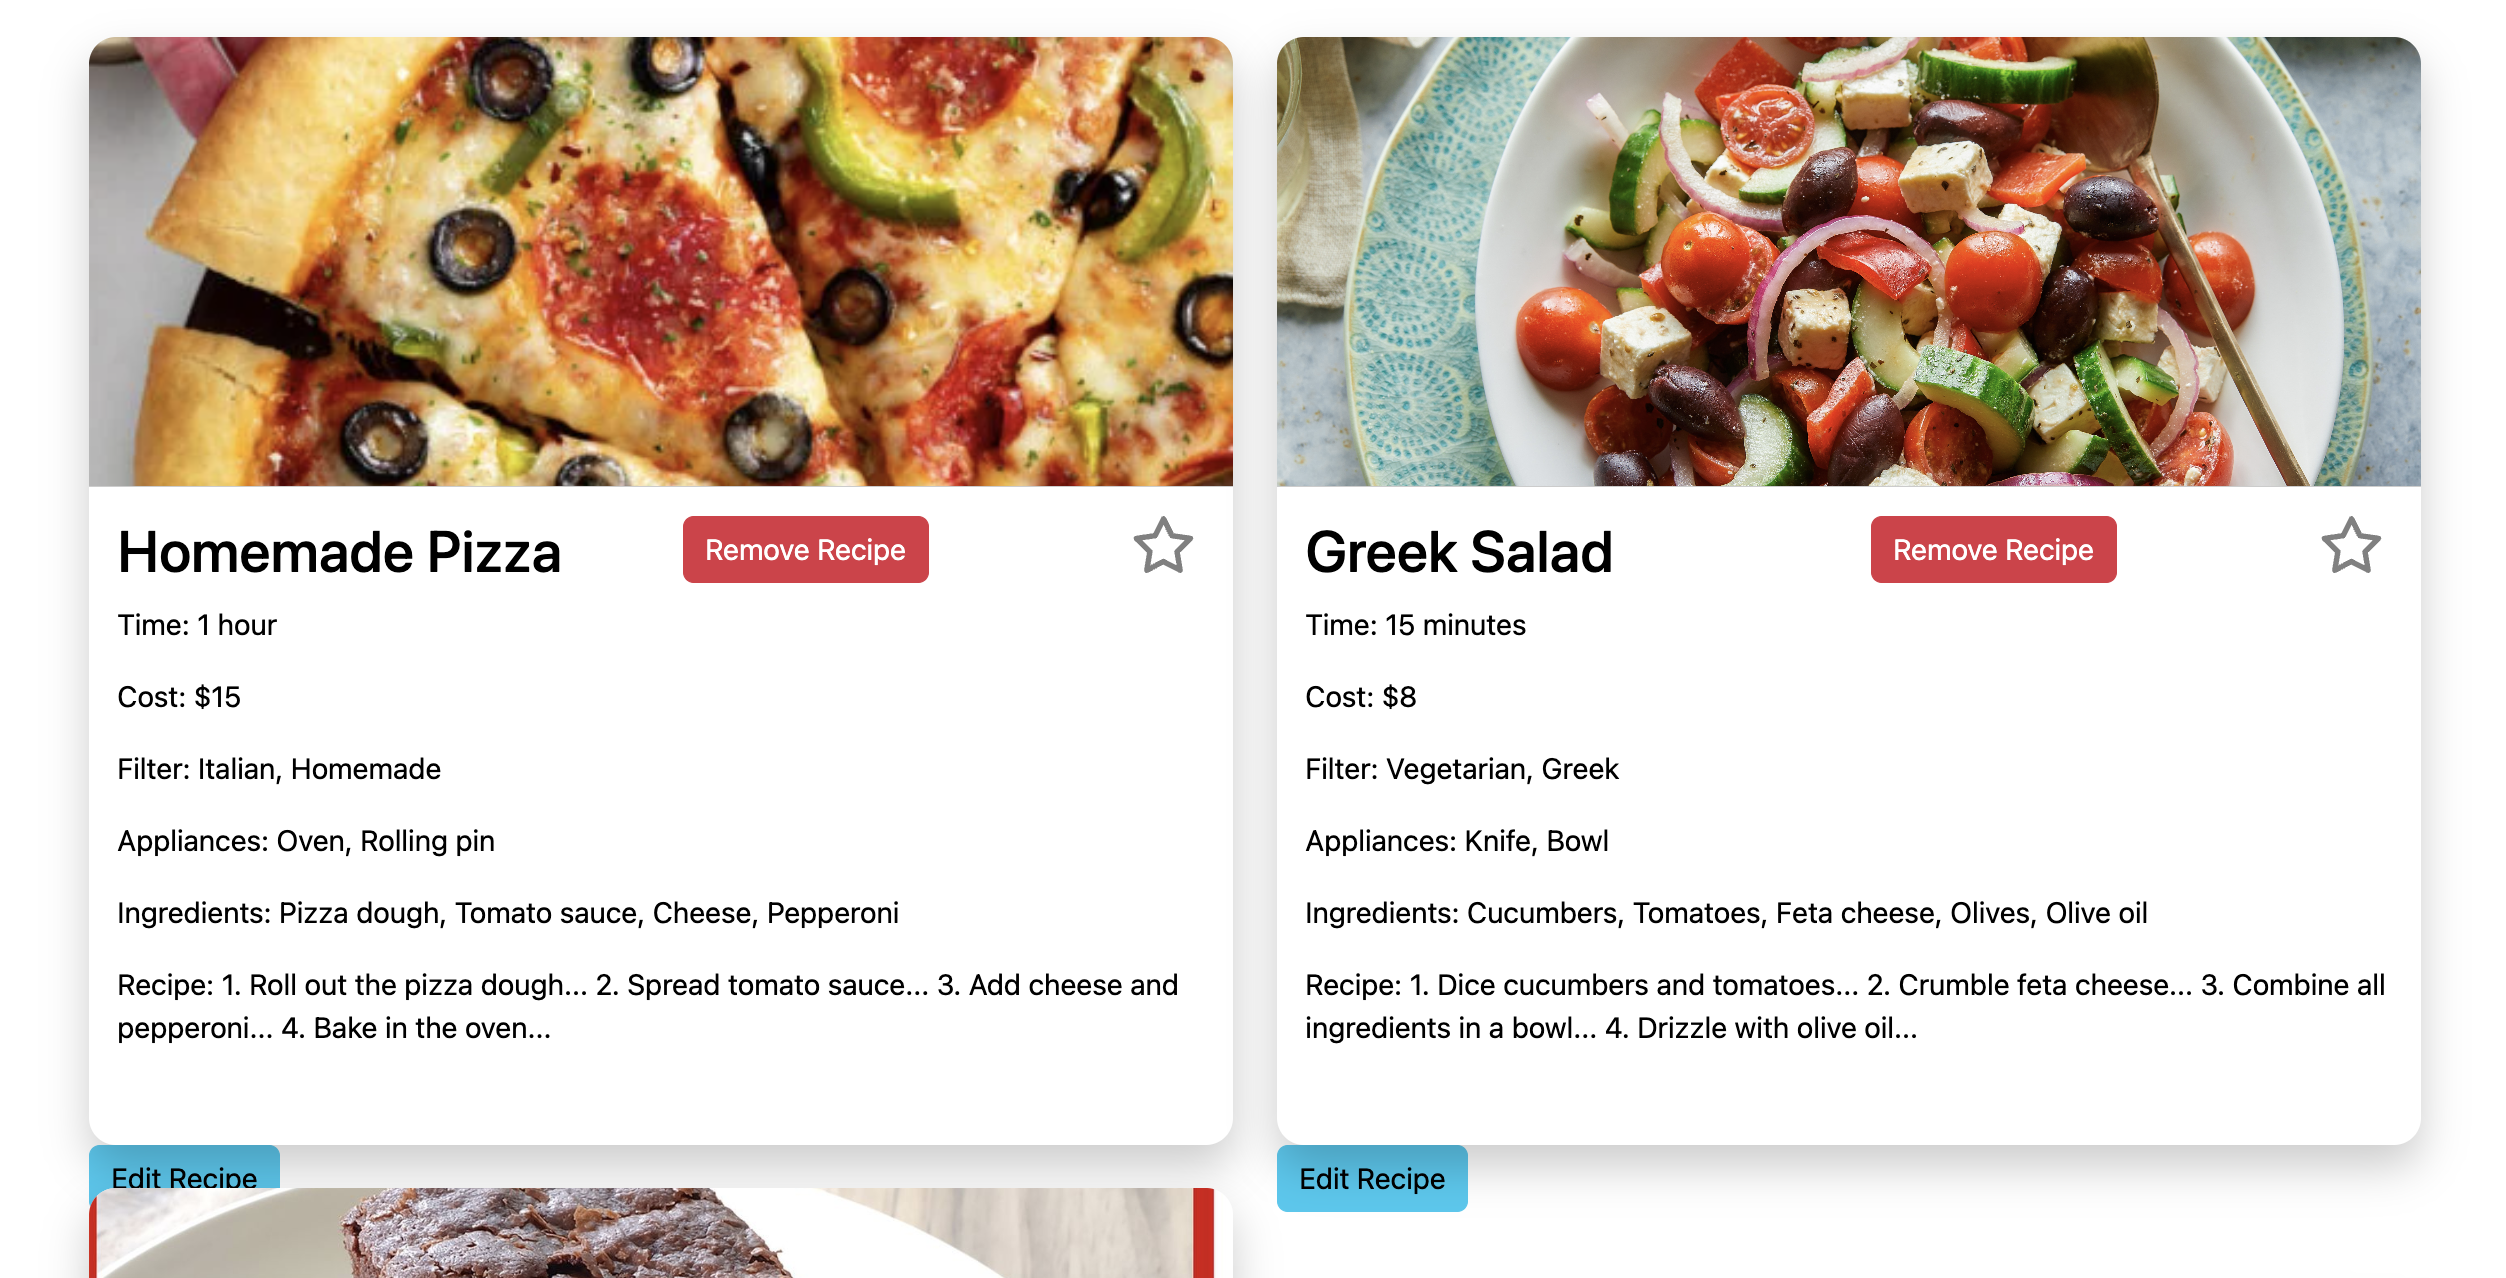 Homemade Pizza
Remove Recipe
Time: 1 hour
Cost: $15
Filter: Italian, Homemade
Appliances: Oven, Rolling pin
Ingredients: Pizza dough, Tomato sauce, Cheese, Pepperoni
Recipe: 1. Roll out the pizza dough... 2. Spread tomato sauce... 3. Add cheese and
pepperoni... 4. Bake in the oven...
Edit Recipe
Greek Salad
Remove Recipe
Time: 15 minutes
Cost: $8
Filter: Vegetarian, Greek
Appliances: Knife, Bowl
Ingredients: Cucumbers, Tomatoes, Feta cheese, Olives, Olive oil
Recipe: 1. Dice cucumbers and tomatoes... 2. Crumble feta cheese... 3. Combine all
ingredients in a bowl... 4. Drizzle with olive oil...
Edit Recipe